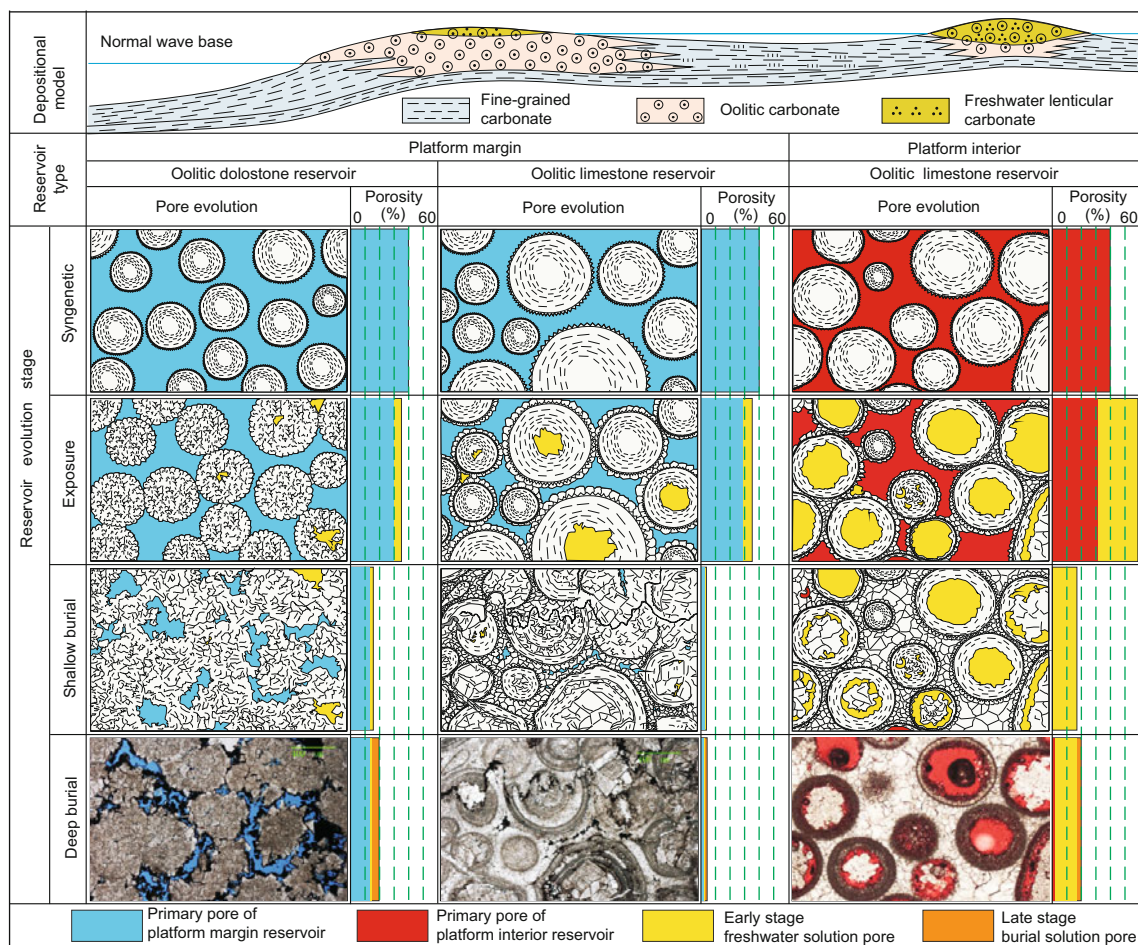 Depositional
model
Normal wave base
Fine-grained
carbonate
Oolitic carbonate
Freshwater lenticular
carbonate
Reservoir
type
Platform margin
Platform interior
Oolitic dolostone reservoir
Oolitic limestone reservoir
Oolitic limestone reservoir
Pore evolution
Porosity
(%)
0
60
Pore evolution
Porosity
(%)
0
60
Pore evolution
Porosity
(%)
0
60
Reservoir evolution stage
Syngenetic
Exposure
Shallow burial
Deep burial
Primary pore of
platform margin reservoir
Primary pore of
platform interior reservoir
Early stage
freshwater solution pore
Late stage
burial solution pore